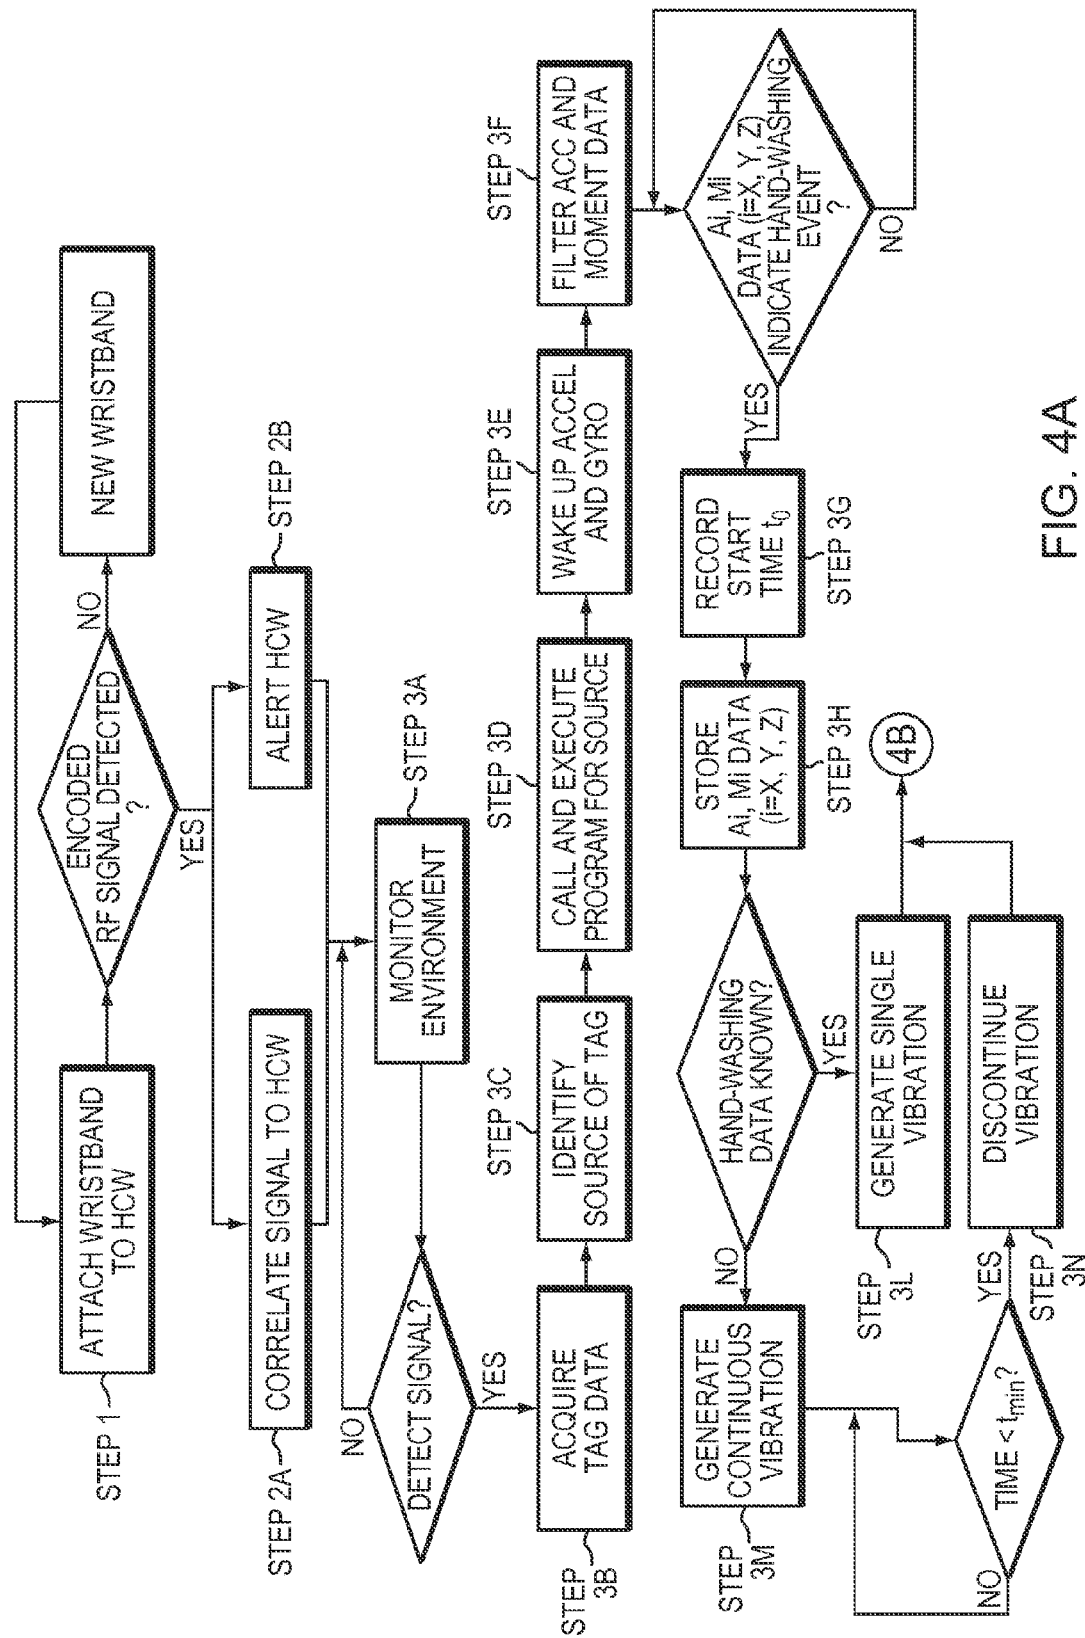 STEP 1
ATTACH WRISTBAND
TO HCW
ENCODED
RF SIGNAL DETECTED
?
NO
NEW WRISTBAND
YES
STEP 2A
CORRELATE SIGNAL TO HCW
ALERT HCW
STEP 2B
MONITOR
ENVIRONMENT
STEP 3A
NO
DETECT SIGNAL?
YES
STEP
3B
ACQUIRE
TAG DATA
STEP 3C
IDENTIFY
SOURCE OF TAG
STEP 3D
CALL AND EXECUTE
PROGRAM FOR SOURCE
STEP 3E
WAKE UP ACCEL
AND GYRO
STEP 3F
FILTER ACC AND
MOMENT DATA
Ai, Mi
DATA (i=X, Y, Z)
INDICATE HAND-WASHING
EVENT
?
NO
YES
RECORD
START
TIME t0
STEP 3G
STORE
Ai, Mi DATA
(i=X, Y, Z)
STEP 3H
HAND-WASHING
DATA KNOWN?
NO
YES
GENERATE
CONTINUOUS
VIBRATION
STEP
3M
GENERATE SINGLE
VIBRATION
STEP
3L
4B
TIME < tmin?
NO
YES
DISCONTINUE
VIBRATION
STEP
3N
FIG. 4A